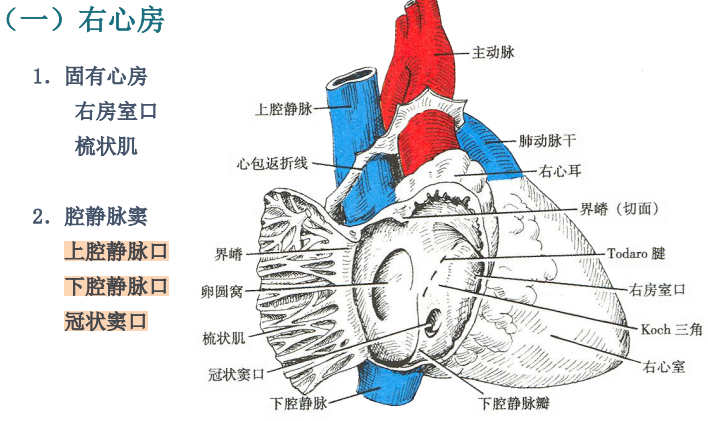 （一）右心房
1. 固有心房
右房室口
梳状肌
2. 腔静脉窦
上腔静脉口
下腔静脉口
冠状窦口
主动脉
上腔静脉
肺动脉干
心包返折线
右心耳
界嵴（切面）
界嵴
Todaro 腱
卵圆窝
右房室口
Koch 三角
梳状肌
右心室
冠状窦口
下腔静脉
下腔静脉瓣